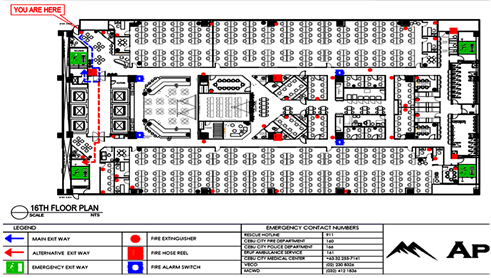 YOU ARE HERE
16TH FLOOR PLAN
SCALE NTS
LEGEND
MAIN EXIT WAY
ALTERNATIVE EXIT WAY
EMERGENCY EXIT WAY
FIRE EXTINGUISHER
FIRE HOSE REEL
FIRE ALARM SWITCH
EMERGENCY CONTACT NUMBERS
RESCUE HOTLINE 911
CEBU CITY FIRE DEPARTMENT 160
CEBU CITY POLICE DEPARTMENT 166
ERUF AMBULANCE SERVICE 161
CEBU CITY MEDICAL CENTER +63.32.255-7141
VECO (032) 230 8326
MCWD (032) 412 1836
AP